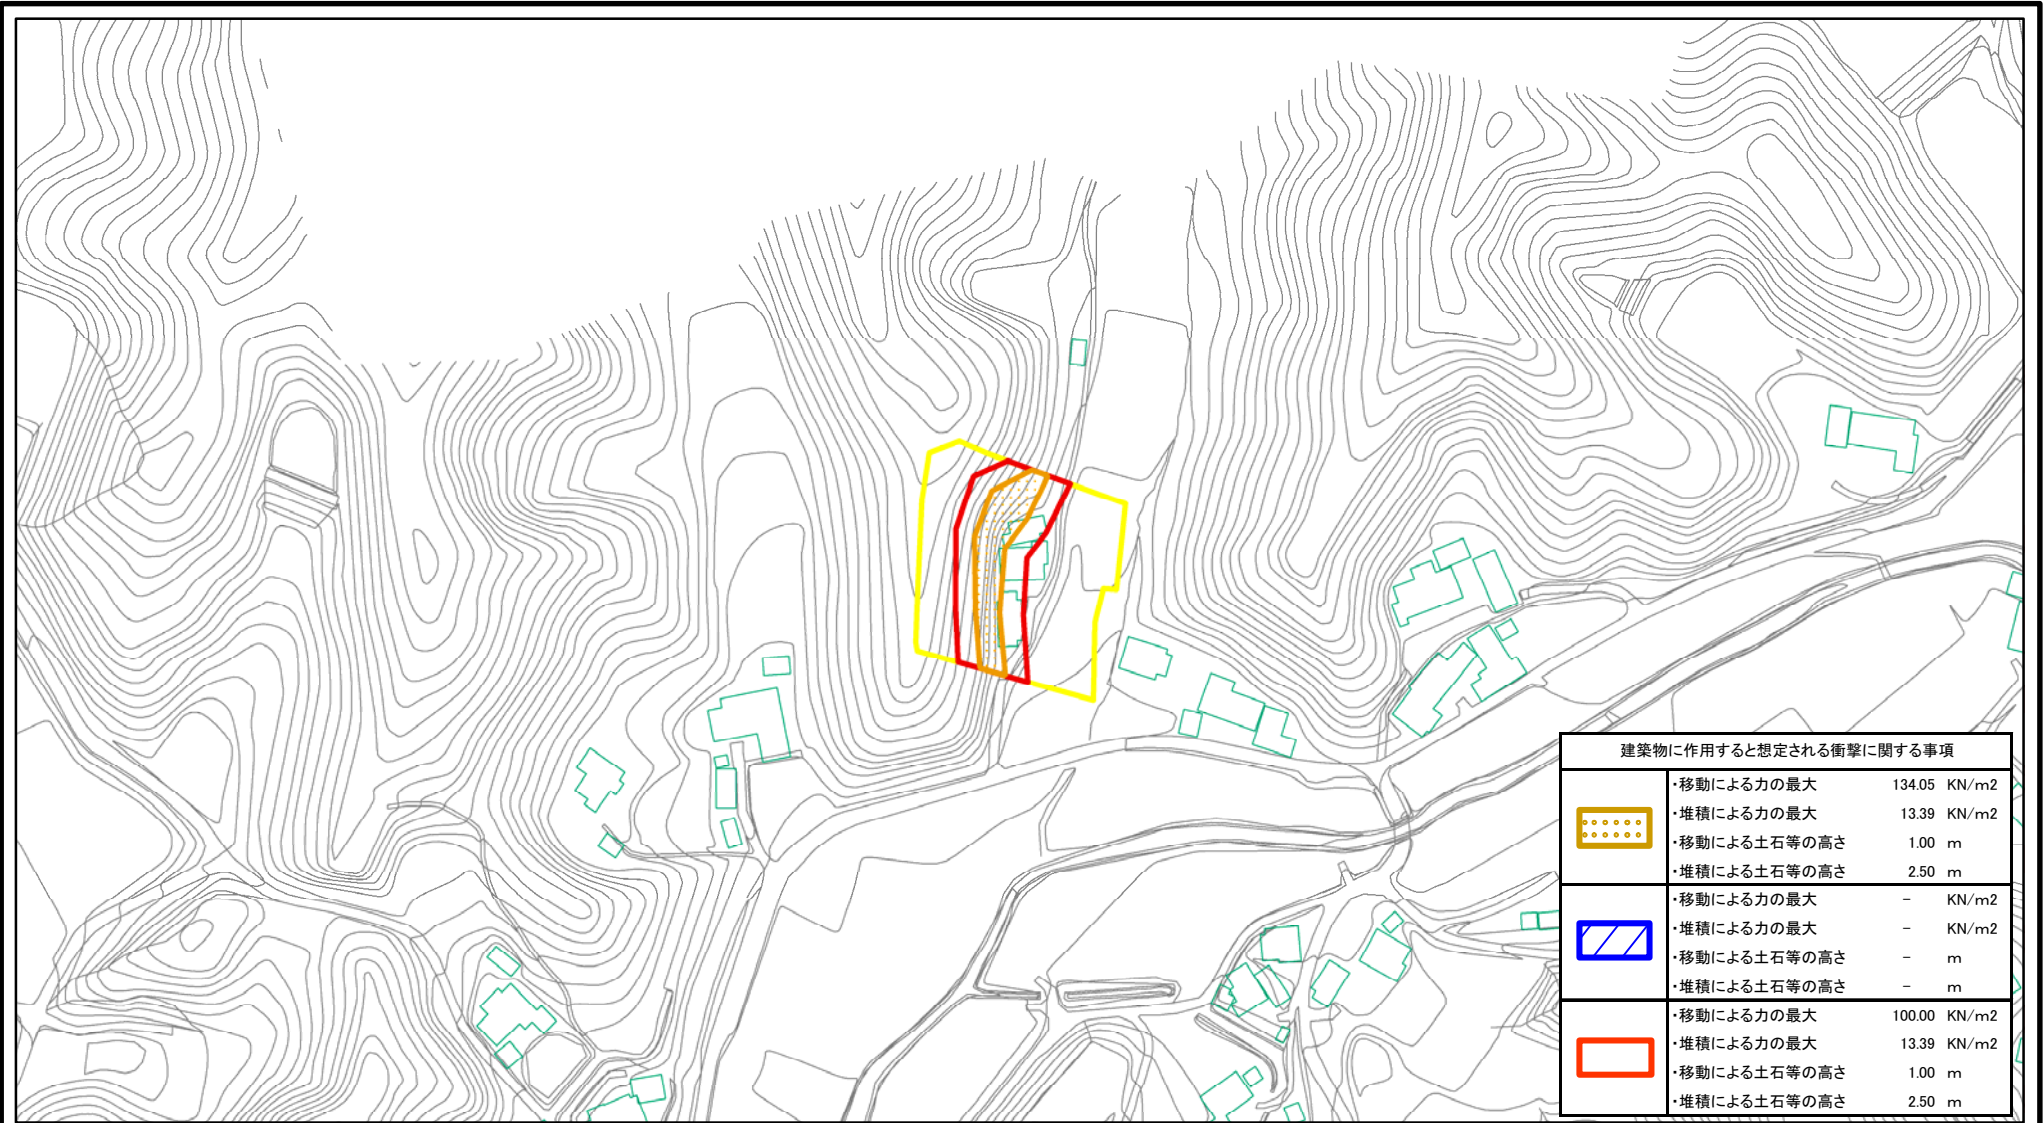 建築物に作用すると想定される衝撃に関する事項
・移動による力の最大 134.05 KN/m2
・堆積による力の最大 13.39 KN/m2
・移動による土石等の高さ 1.00 m
・堆積による土石等の高さ 2.50 m
・移動による力の最大 － KN/m2
・堆積による力の最大 － KN/m2
・移動による土石等の高さ － m
・堆積による土石等の高さ － m
・移動による力の最大 100.00 KN/m2
・堆積による力の最大 13.39 KN/m2
・移動による土石等の高さ 1.00 m
・堆積による土石等の高さ 2.50 m